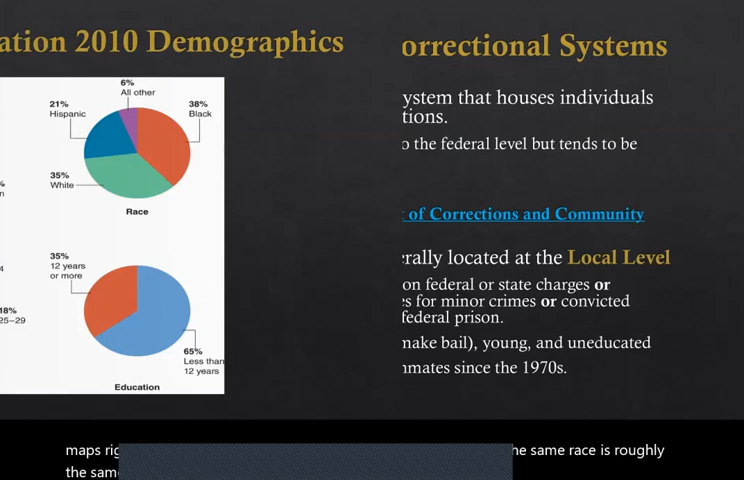 ation 2010 Demographics
6%
All other
21%
Hispanic
38%
Black
35%
White
Race
35%
12 years
or more
18%
25–29
65%
Less than
12 years
Education
orrectional Systems
ystem that houses individuals
tions.
o the federal level but tends to be
of Corrections and Community
rally located at the Local Level
on federal or state charges or
s for minor crimes or convicted
federal prison.
make bail), young, and uneducated
nmates since the 1970s.
maps rig he same race is roughly
the sam